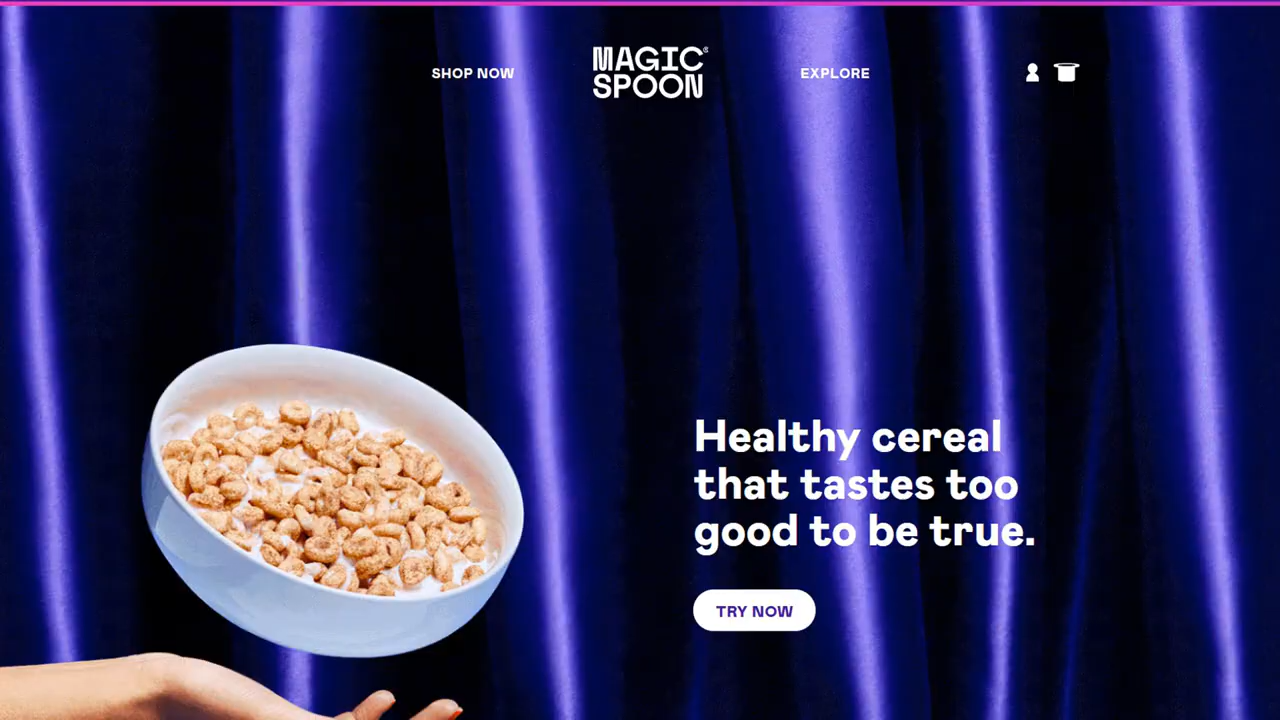 SHOP NOW
MAGIC®
SPOON
EXPLORE
Healthy cereal
that tastes too
good to be true.
TRY NOW